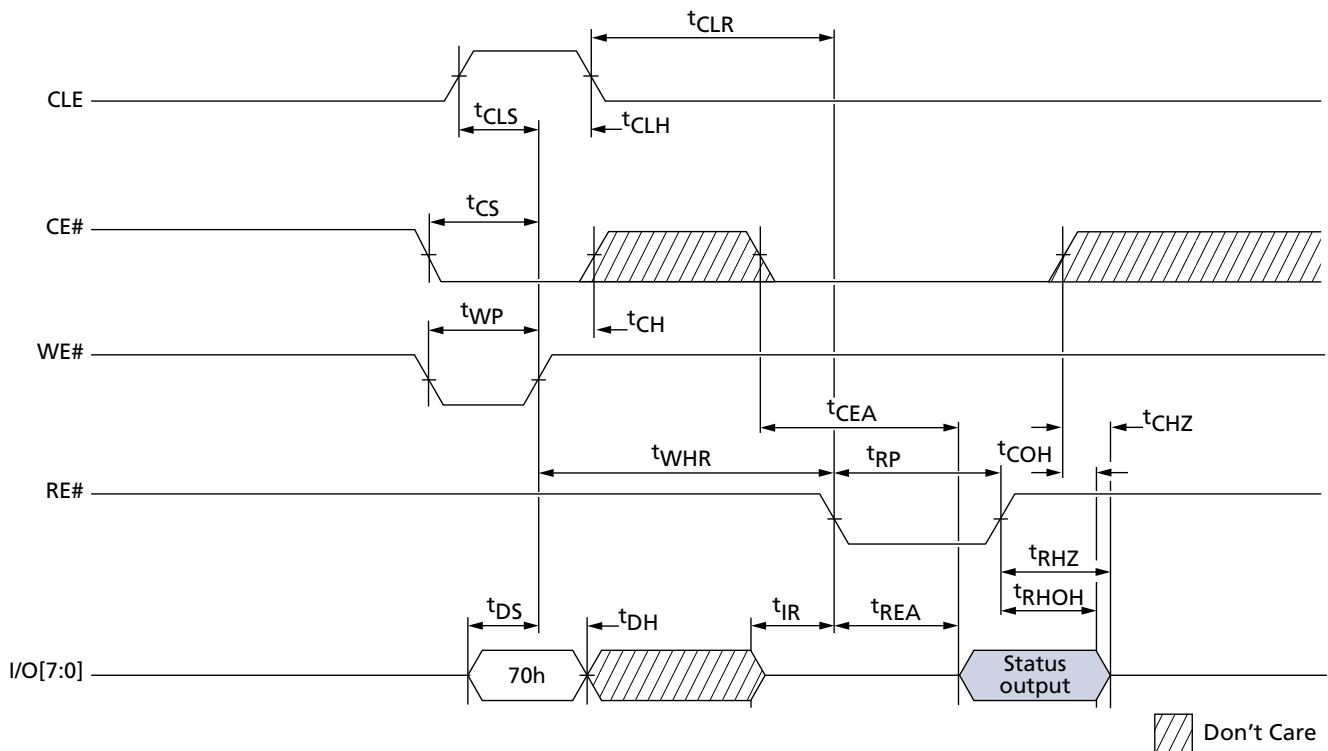 tCLR
CLE
tCLS
tCLH
tCS
CE#
tWP
tCH
WE#
tCEA
tCHZ
tWHR
tRP
tCOH
RE#
tRHZ
tRHOH
tDS
tDH
tIR
tREA
I/O[7:0]
70h
Status
output
Don't Care